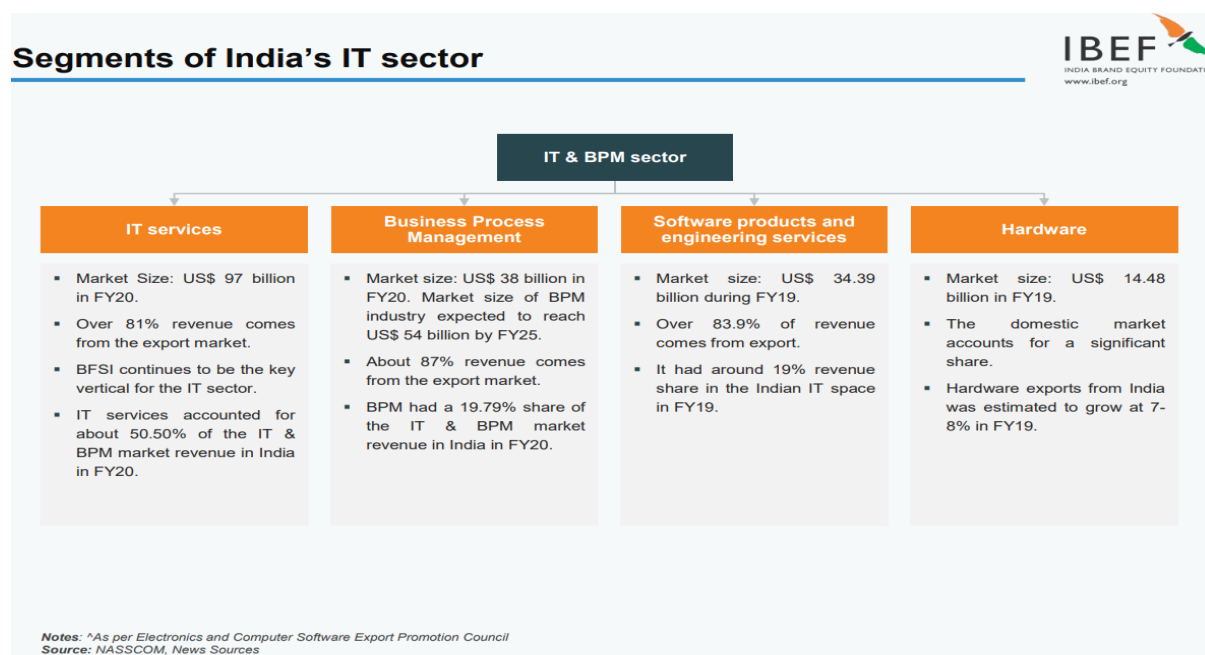 Segments of India's IT sector
IBEF
INDIA BRAND EQUITY FOUNDATI
www.ibef.org
IT & BPM sector
IT services
▪ Market Size: US$ 97 billion
in FY20.
▪ Over 81% revenue comes
from the export market.
▪ BFSI continues to be the key
vertical for the IT sector.
▪ IT services accounted for
about 50.50% of the IT &
BPM market revenue in India
in FY20.
Business Process
Management
▪ Market size: US$ 38 billion in
FY20. Market size of BPM
industry expected to reach
US$ 54 billion by FY25.
▪ About 87% revenue comes
from the export market.
▪ BPM had a 19.79% share of
the IT & BPM market
revenue in India in FY20.
Software products and
engineering services
▪ Market size: US$ 34.39
billion during FY19.
▪ Over 83.9% of revenue
comes from export.
▪ It had around 19% revenue
share in the Indian IT space
in FY19.
Hardware
▪ Market size: US$ 14.48
billion in FY19.
▪ The domestic market
accounts for a significant
share.
▪ Hardware exports from India
was estimated to grow at 7-
8% in FY19.
Notes: ^As per Electronics and Computer Software Export Promotion Council
Source: NASSCOM, News Sources